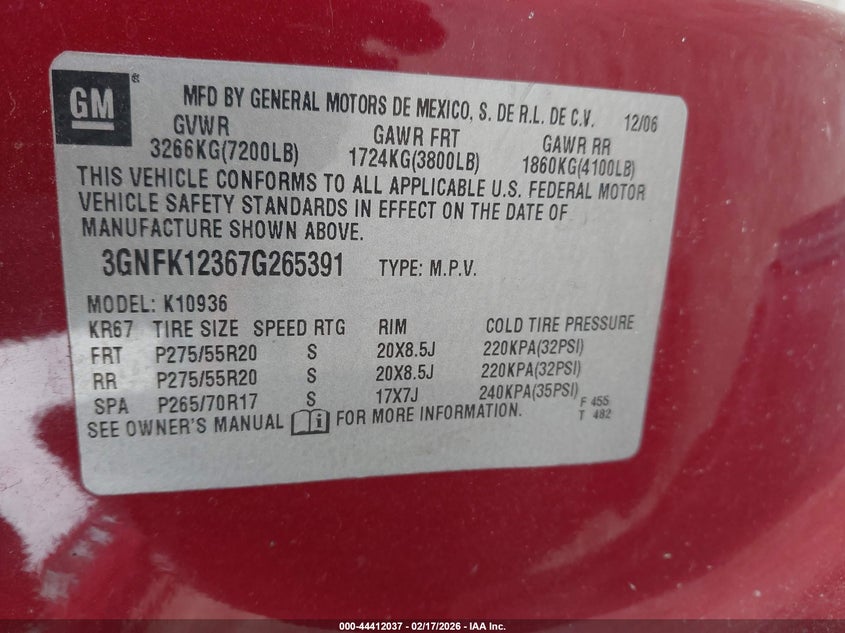 GM
MFD BY GENERAL MOTORS DE MEXICO, S. DE R.L. DE C.V. 12/06
GVWR GAWR FRT GAWR RR
3266KG(7200LB) 1724KG(3800LB) 1860KG(4100LB)
THIS VEHICLE CONFORMS TO ALL APPLICABLE U.S. FEDERAL MOTOR
VEHICLE SAFETY STANDARDS IN EFFECT ON THE DATE OF
MANUFACTURE SHOWN ABOVE.
3GNFK12367G265391 TYPE: M.P.V.
MODEL: K10936
KR67 TIRE SIZE SPEED RTG RIM COLD TIRE PRESSURE
FRT P275/55R20 S 20X8.5J 220KPA(32PSI)
RR P275/55R20 S 20X8.5J 220KPA(32PSI)
SPA P265/70R17 S 17X7J 240KPA(35PSI) F 455
SEE OWNER'S MANUAL i FOR MORE INFORMATION. T 482
000-44412037 - 02/17/2026 - IAA Inc.